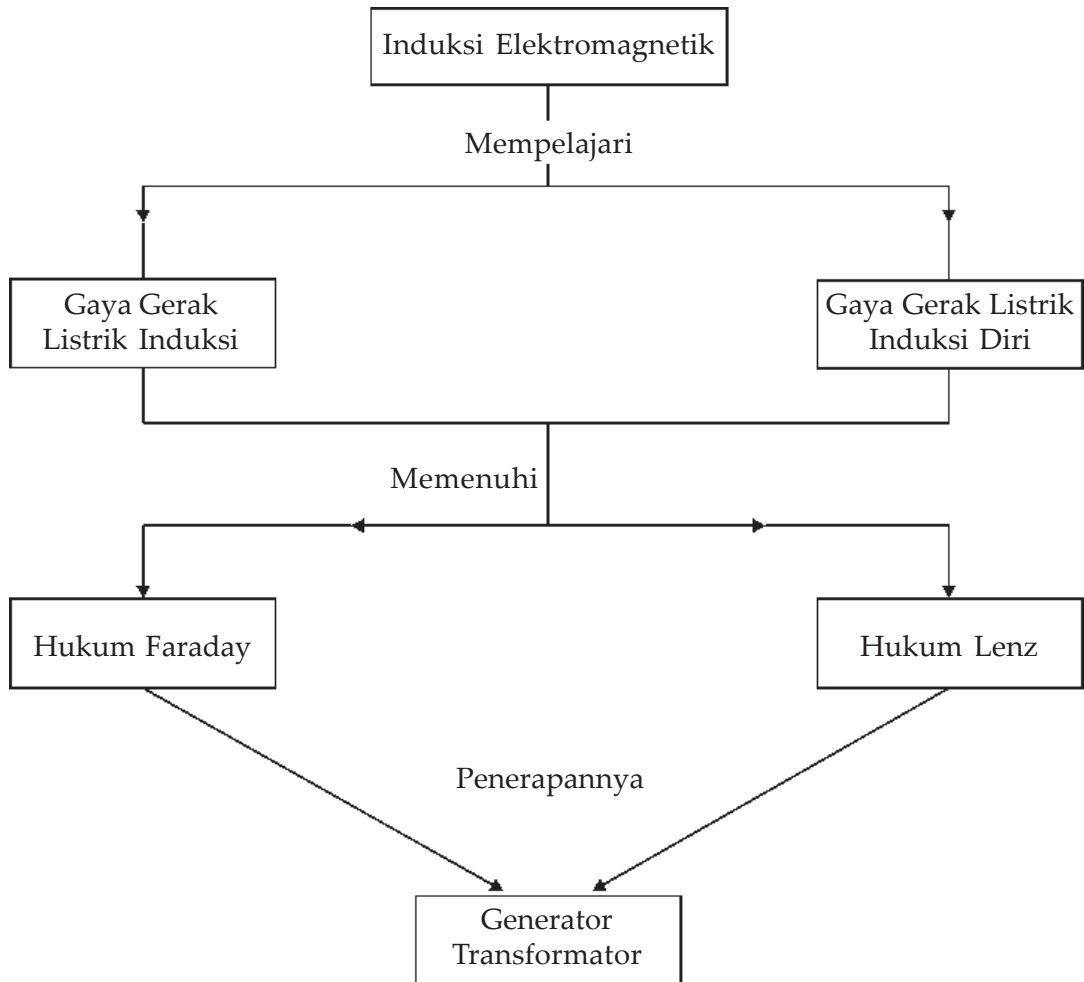 Induksi Elektromagnetik
Mempelajari
Gaya Gerak
Listrik Induksi
Gaya Gerak Listrik
Induksi Diri
Memenuhi
Hukum Faraday
Hukum Lenz
Penerapannya
Generator
Transformator